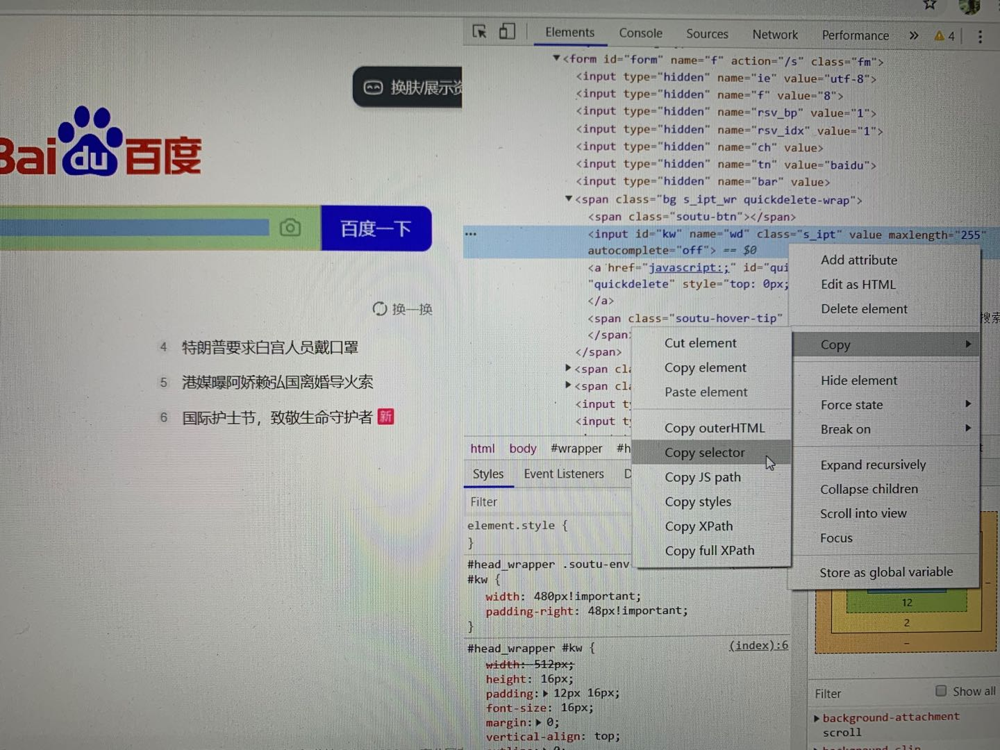 换肤/展示
Baidu百度
百度一下
换一换
4 特朗普要求白宫人员戴口罩
5 港媒曝阿娇赖弘国离婚导火索
6 国际护士节，致敬生命守护者 新
Elements Console Sources Network Performance » 4
<form id="form" name="f" action="/s" class="fm">
<input type="hidden" name="ie" value="utf-8">
<input type="hidden" name="f" value="8">
<input type="hidden" name="rsv_bp" value="1">
<input type="hidden" name="rsv_idx" value="1">
<input type="hidden" name="ch" value>
<input type="hidden" name="tn" value="baidu">
<input type="hidden" name="bar" value>
<span class="bg s_ipt_wr quickdelete-wrap">
<span class="soutu-btn"></span>
<input id="kw" name="wd" class="s_ipt" value maxlength="255"
autocomplete="off"> == $0
<a href="javascript:;" id="qui
"quickdelete" style="top: 0px;
</a>
<span class="soutu-hover-tip"
</span
</span>
<span cl
<span cl
<input t
<input t
搜索
Add attribute
Edit as HTML
Delete element
Copy
Hide element
Force state
Break on
Expand recursively
Collapse children
Scroll into view
Focus
Store as global variable
Cut element
Copy element
Paste element
Copy outerHTML
Copy selector
Copy JS path
Copy styles
Copy XPath
Copy full XPath
html body #wrapper #h
Styles Event Listeners D
Filter
element.style {
}
#head_wrapper .soutu-env
#kw {
width: 480px!important;
padding-right: 48px!important;
}
#head_wrapper #kw { (index):6
width: 512px;
height: 16px;
padding: 12px 16px;
font-size: 16px;
margin: 0;
vertical-align: top;
12
2
–
–
Filter Show all
background-attachment
scroll